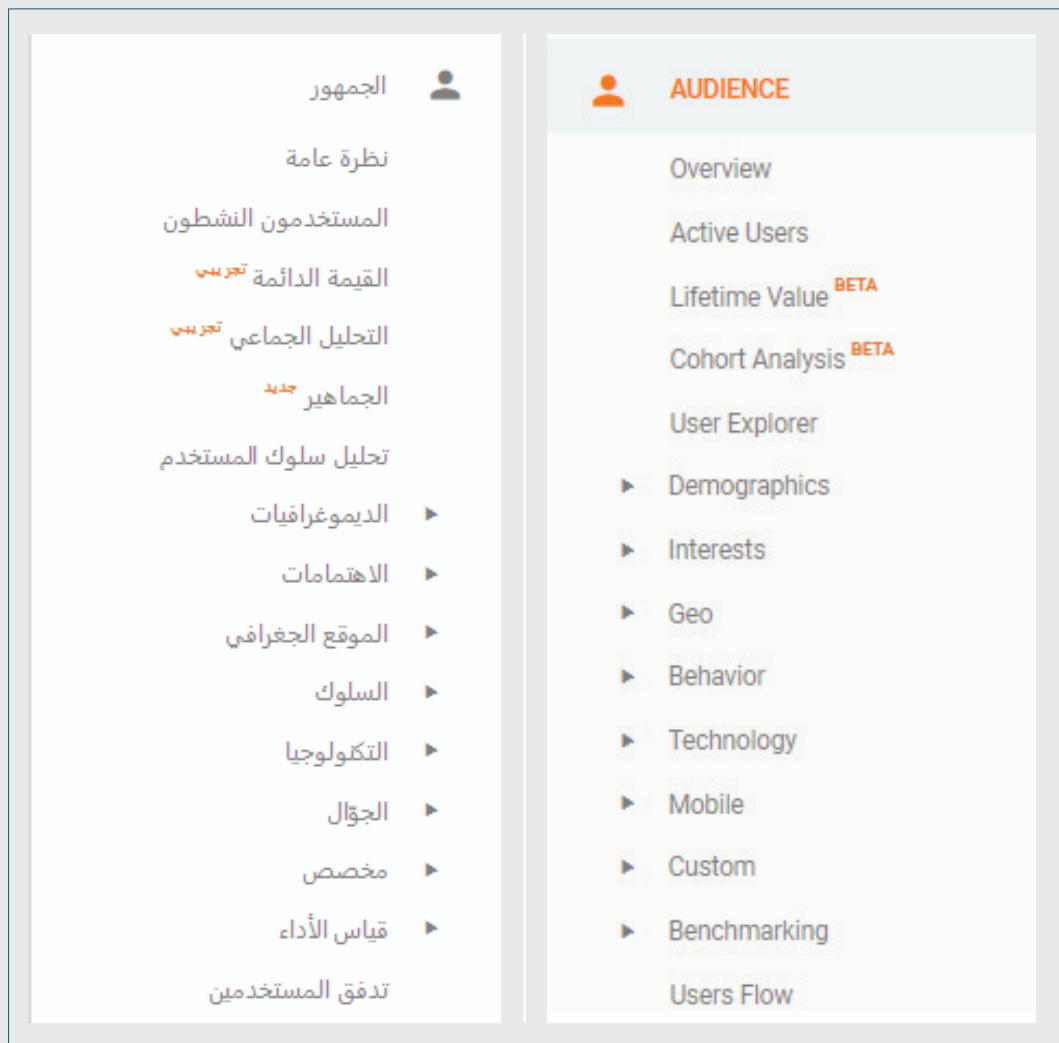 الجمهور
نظرة عامة
المستخدمون النشطون
القيمة الدائمة تجريبي
التحليل الجماعي تجريبي
الجماهير جديد
تحليل سلوك المستخدم
الديموغرافيات
الاهتمامات
الموقع الجغرافي
السلوك
التكنولوجيا
الجوّال
مخصص
قياس الأداء
تدفق المستخدمين
AUDIENCE
Overview
Active Users
Lifetime Value BETA
Cohort Analysis BETA
User Explorer
Demographics
Interests
Geo
Behavior
Technology
Mobile
Custom
Benchmarking
Users Flow